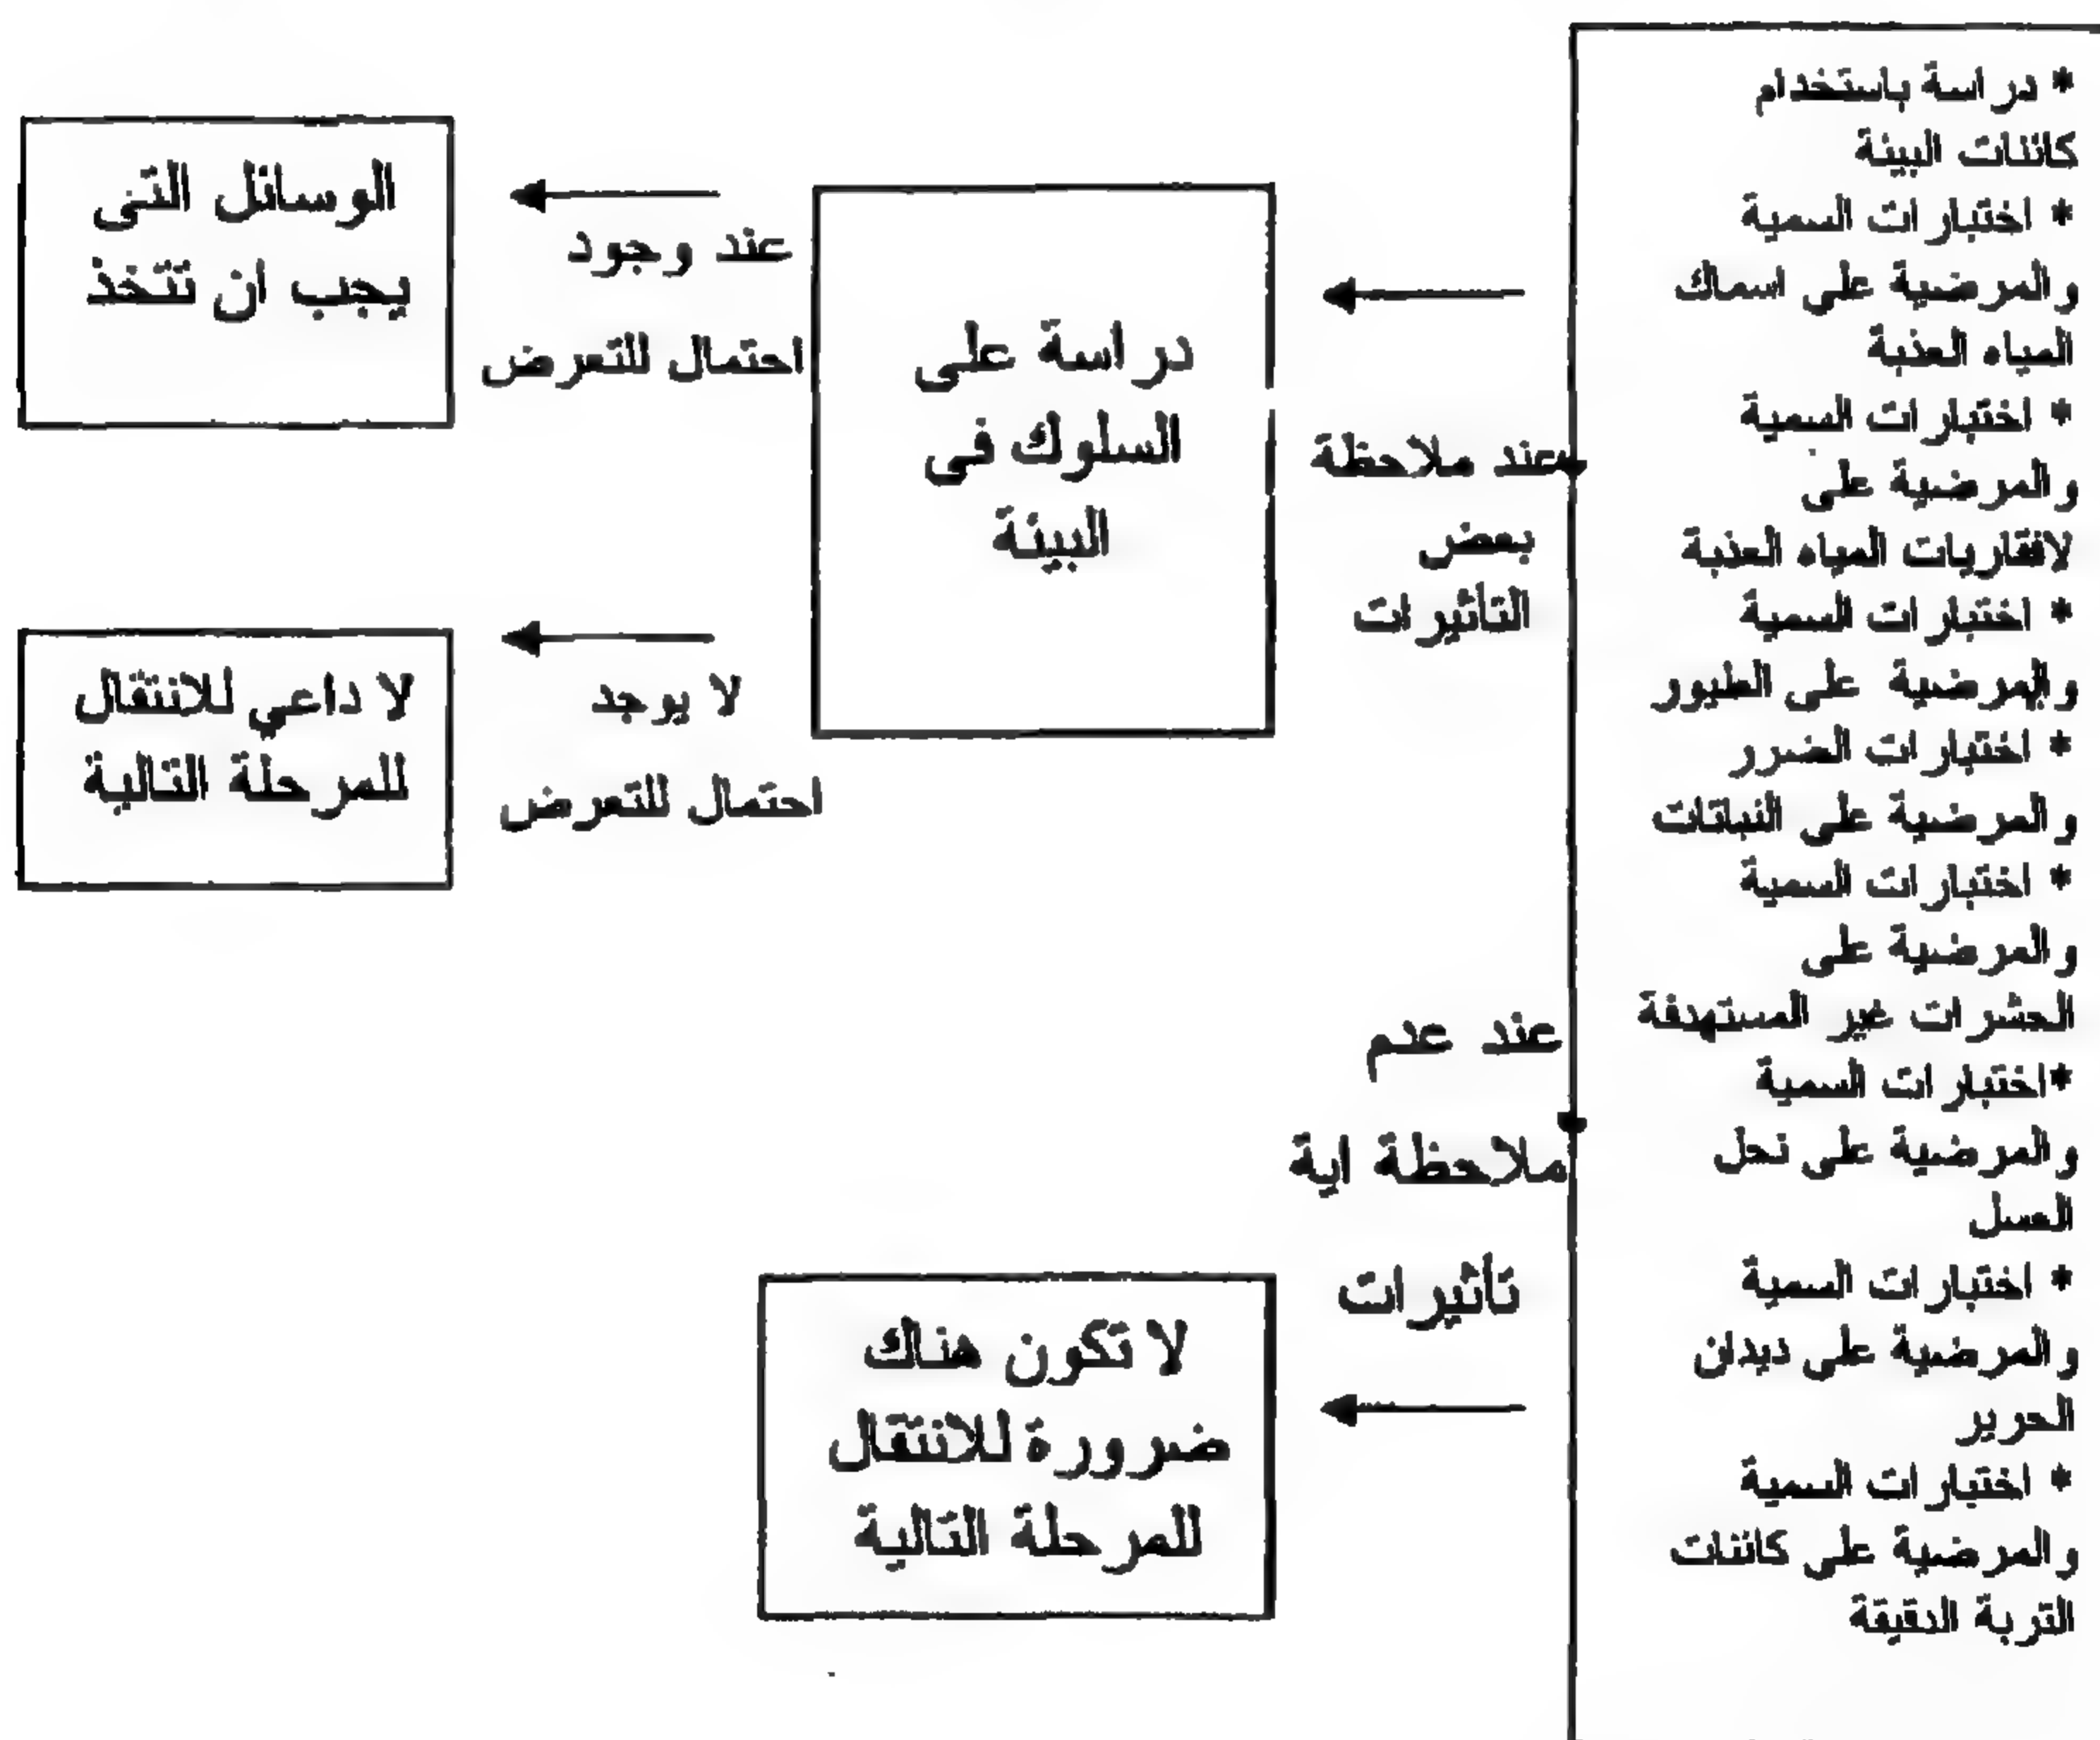 * دراسة باستخدام
كائنات البيئة
* اختبارات السمية
والمرضية على اسماك
المياه العذبة
* اختبارات السمية
والمرضية على
لافقاريات المياه العذبة
* اختبارات السمية
والمرضية على الطيور
* اختبارات الضرر
والمرضية على النباتات
* اختبارات السمية
والمرضية على
الحشرات غير المستهدفة
*اختبارات السمية
والمرضية على نحل
العسل
* اختبارات السمية
والمرضية على ديدان
الحرير
* اختبارات السمية
والمرضية على كائنات
التربة الدقيقة
عند ملاحظة
بعض
التأثيرات
عند عدم
ملاحظة اية
تأثيرات
دراسة على
السلوك فى
البيئة
لا تكون هناك
ضرورة للانتقال
للمرحلة التالية
عند وجود
احتمال للتعرض
لا يوجد
احتمال للتعرض
الوسائل التى
يجب ان تتخذ
لا داعي للانتقال
للمرحلة التالية